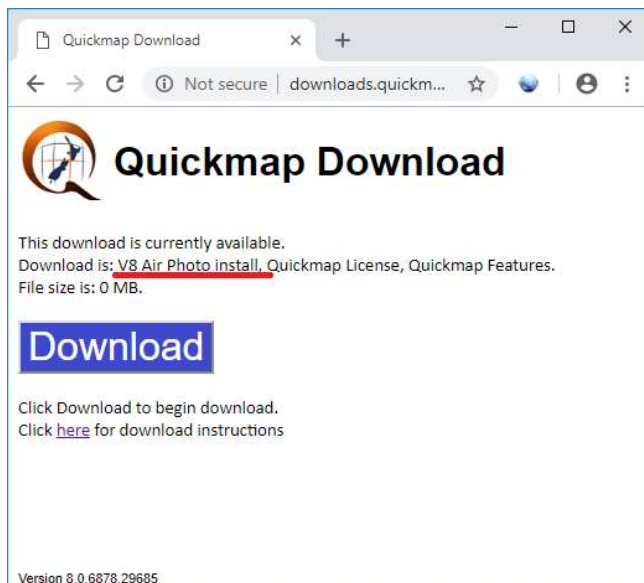 Quickmap Download
Not secure | downloads.quickm...
Quickmap Download
This download is currently available.
Download is: V8 Air Photo install, Quickmap License, Quickmap Features.
File size is: 0 MB.
Download
Click Download to begin download.
Click here for download instructions
Version 8.0.6878.29685